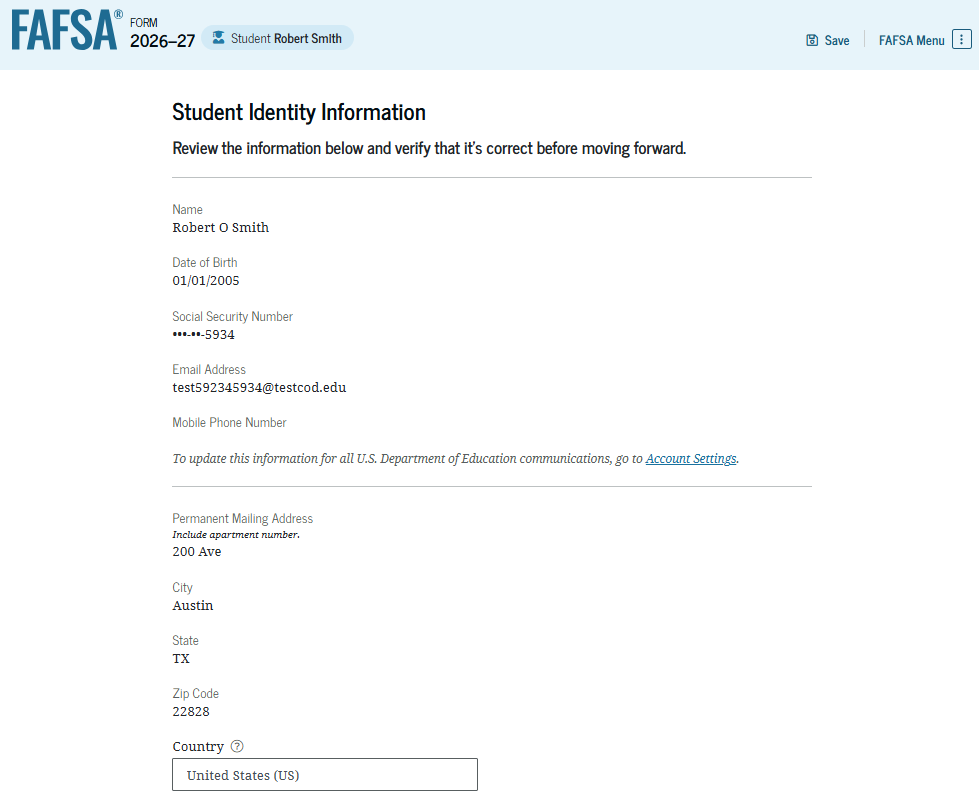 FAFSA® FORM
2026–27 Student Robert Smith
Save FAFSA Menu
Student Identity Information
Review the information below and verify that it's correct before moving forward.
Name
Robert O Smith
Date of Birth
01/01/2005
Social Security Number
•••-••-5934
Email Address
test592345934@testcod.edu
Mobile Phone Number
To update this information for all U.S. Department of Education communications, go to Account Settings.
Permanent Mailing Address
Include apartment number.
200 Ave
City
Austin
State
TX
Zip Code
22828
Country ?
United States (US)